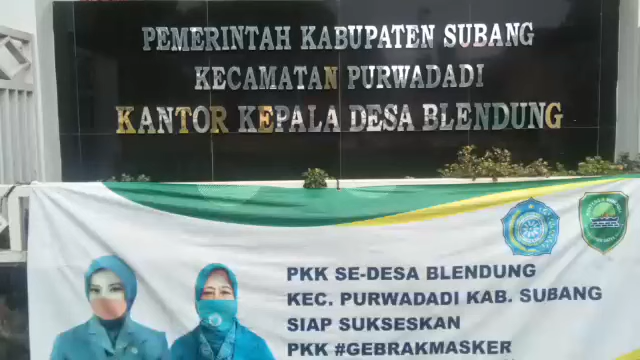 PEMERINTAH KABUPATEN SUBANG
KECAMATAN PURWADADI
KANTOR KEPALA DESA BLENDUNG
PKK SE-DESA BLENDUNG
KEC. PURWADADI KAB. SUBANG
SIAP SUKSESKAN
PKK #GEBRAKMASKER